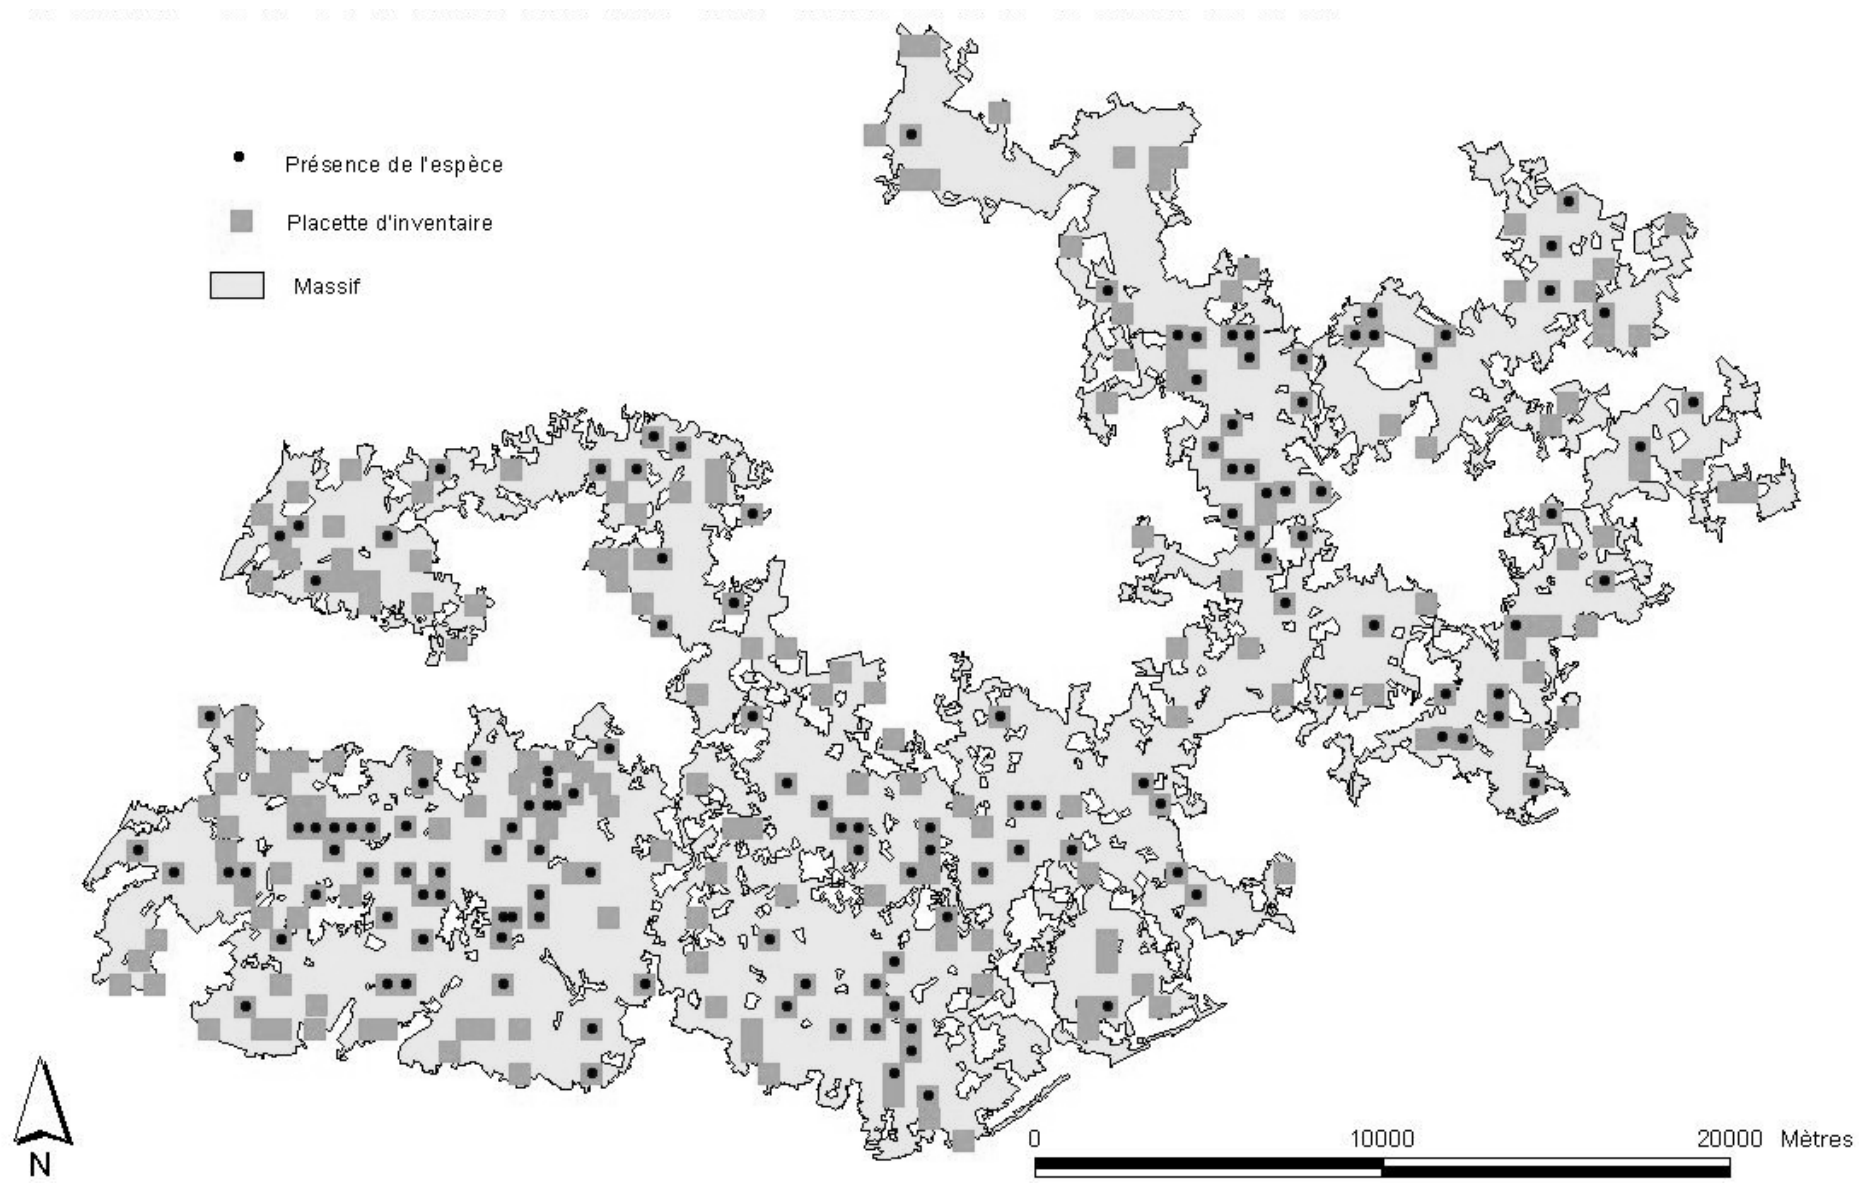 Présence de l'espèce
Placette d'inventaire
Massif
0 10000 20000 Mètres
N